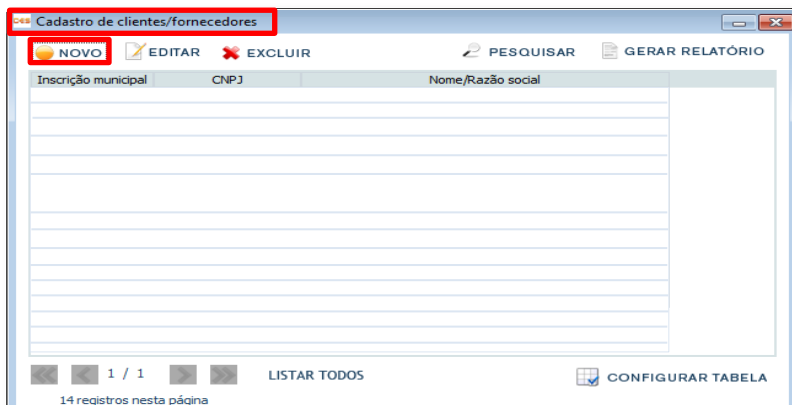 DES Cadastro de clientes/fornecedores
NOVO EDITAR EXCLUIR PESQUISAR GERAR RELATÓRIO
Inscrição municipal CNPJ Nome/Razão social
1 / 1 LISTAR TODOS CONFIGURAR TABELA
14 registros nesta página